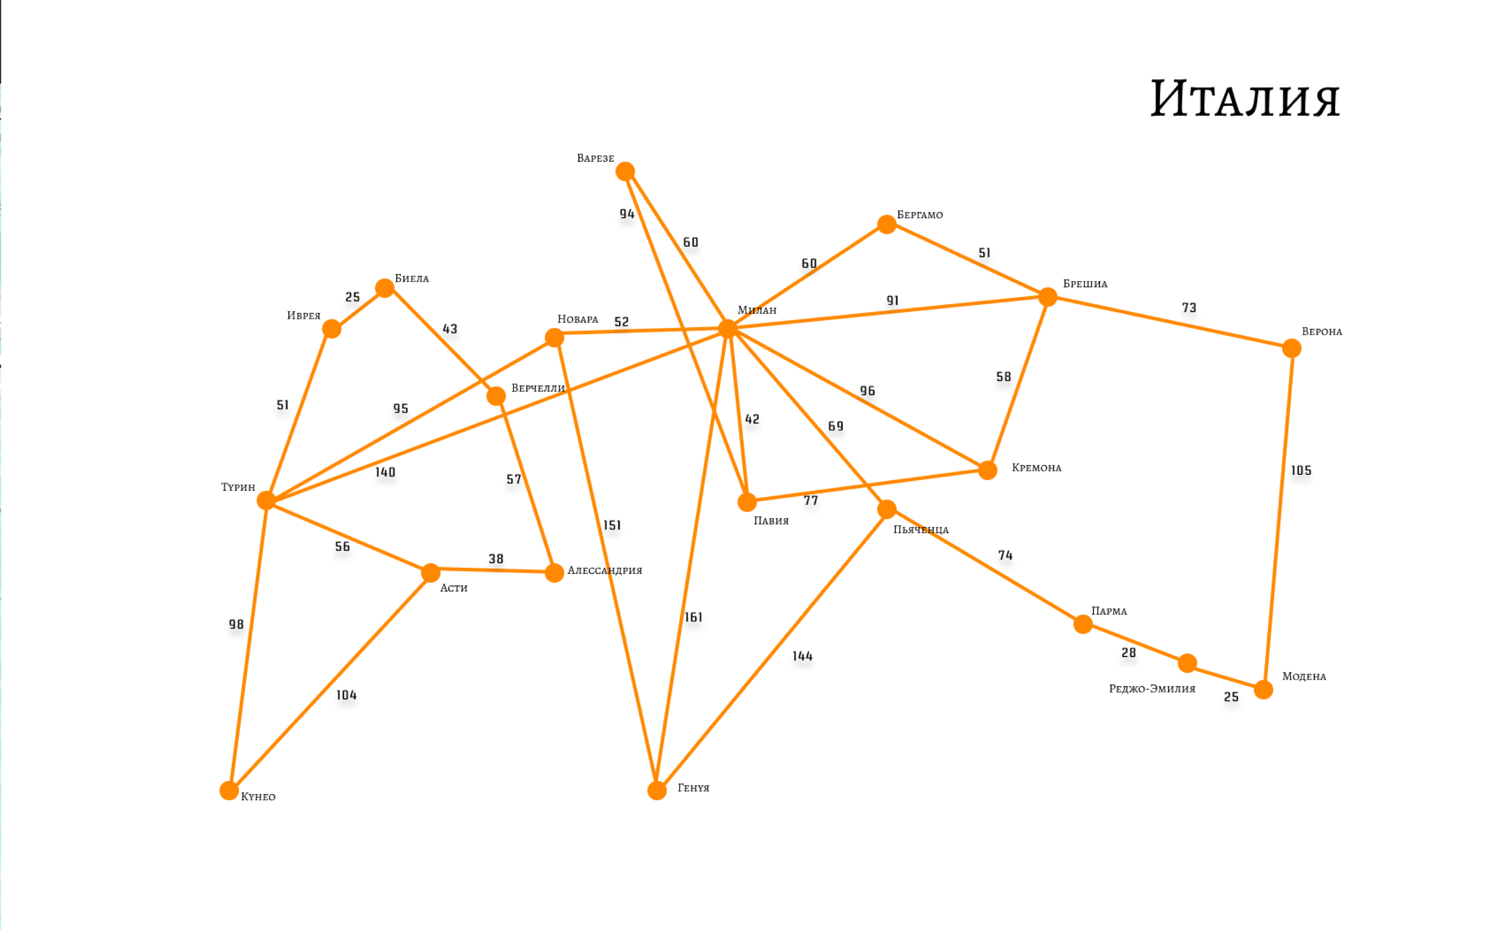 Италия
Варезе
94
60
Бергамо
60
51
Биела
25
Иврея
43
Новара
52
Милан
91
Брешиа
73
Верона
Верчелли
51
95
96
58
42
69
140
57
Турин
Кремона
105
77
Павия
Пьяченца
151
56
38
Алессандрия
Асти
74
98
161
Парма
144
28
104
Реджо-Эмилия
25
Модена
Кунео
Генуя